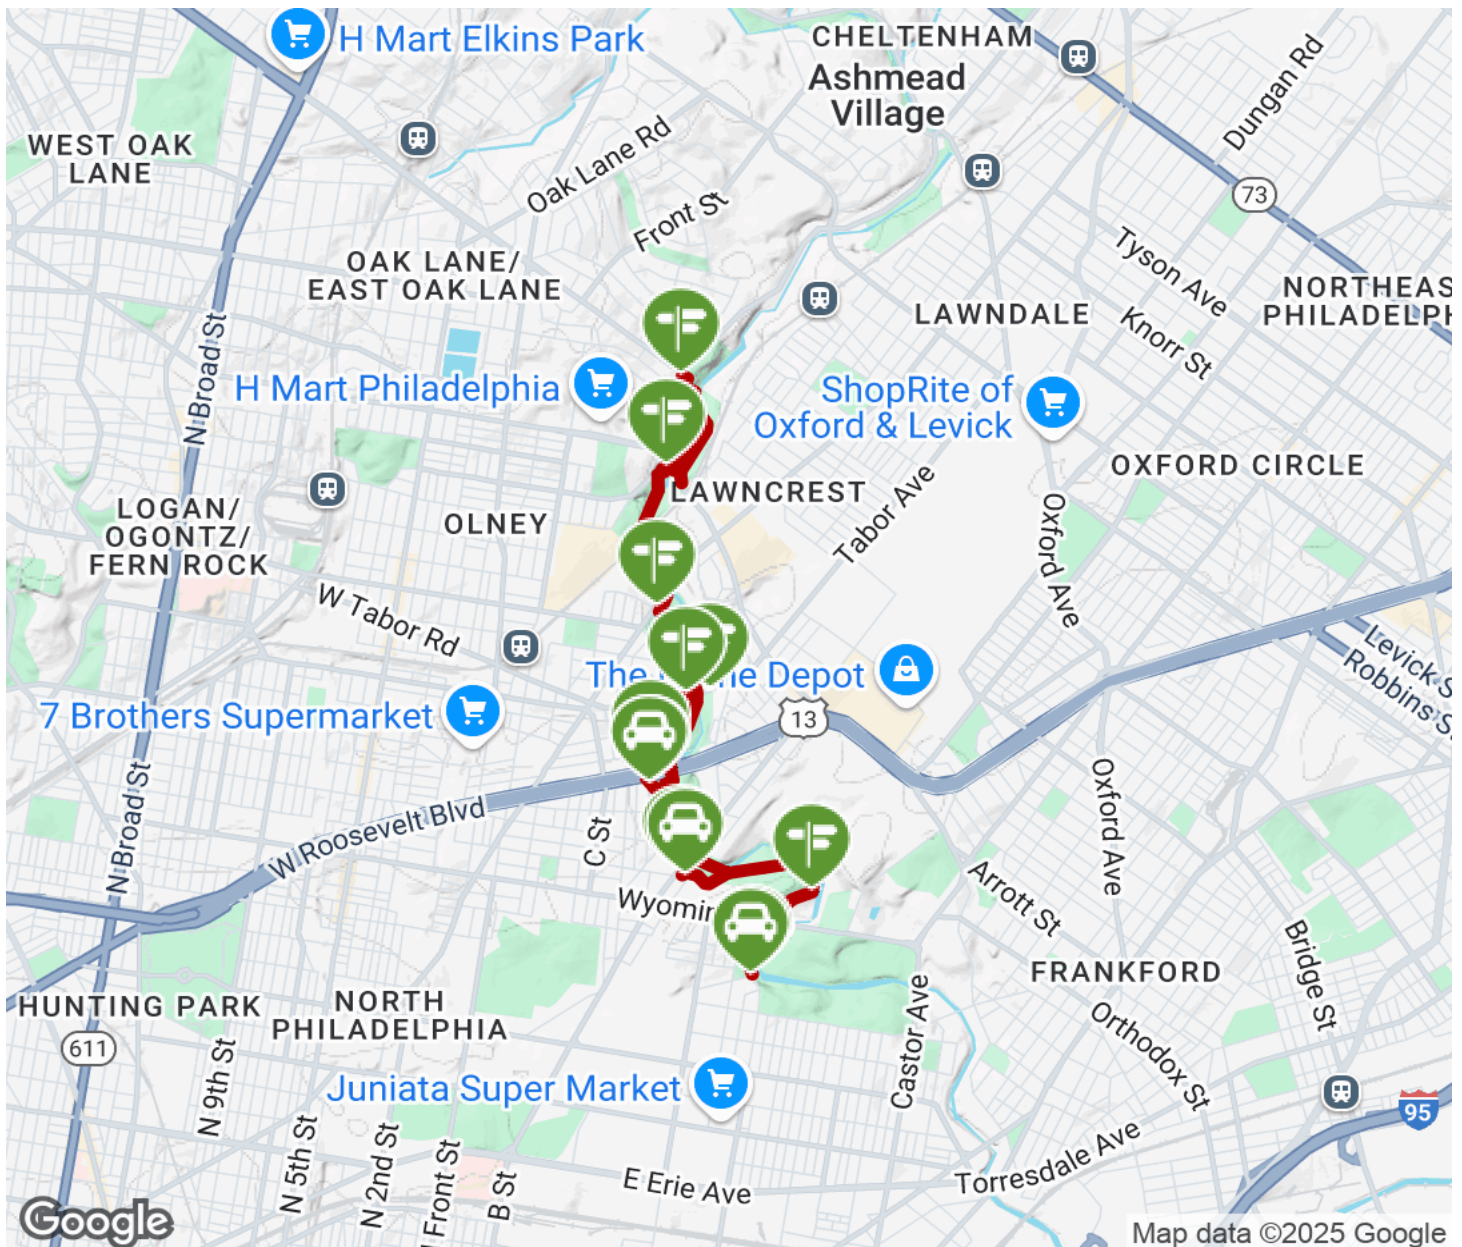 H Mart Elkins Park
CHELTENHAM
Ashmead
Village
Dungan Rd
WEST OAK
LANE
Oak Lane Rd
73
Front St
Tyson Ave
OAK LANE/
EAST OAK LANE
NORTHEAS
PHILADELPH
LAWNDALE
Knorr St
N Broad St
H Mart Philadelphia
ShopRite of
Oxford & Levick
OXFORD CIRCLE
LAWNCREST
Tabor Ave
Oxford Ave
LOGAN/
OGONTZ/
FERN ROCK
OLNEY
W Tabor Rd
Levick S
Robbins S
The
ne Depot
7 Brothers Supermarket
13
N Broad St
W Roosevelt Blvd
C St
Oxford Ave
Arrott St
Wyomin
Bridge St
FRANKFORD
HUNTING PARK
NORTH
PHILADELPHIA
611
Castor Ave
Orthodox St
N 9th St
Juniata Super Market
95
N 5th St
N 2nd St
Front St
B St
E Erie Ave
Torresdale Ave
Google
Map data ©2025 Google